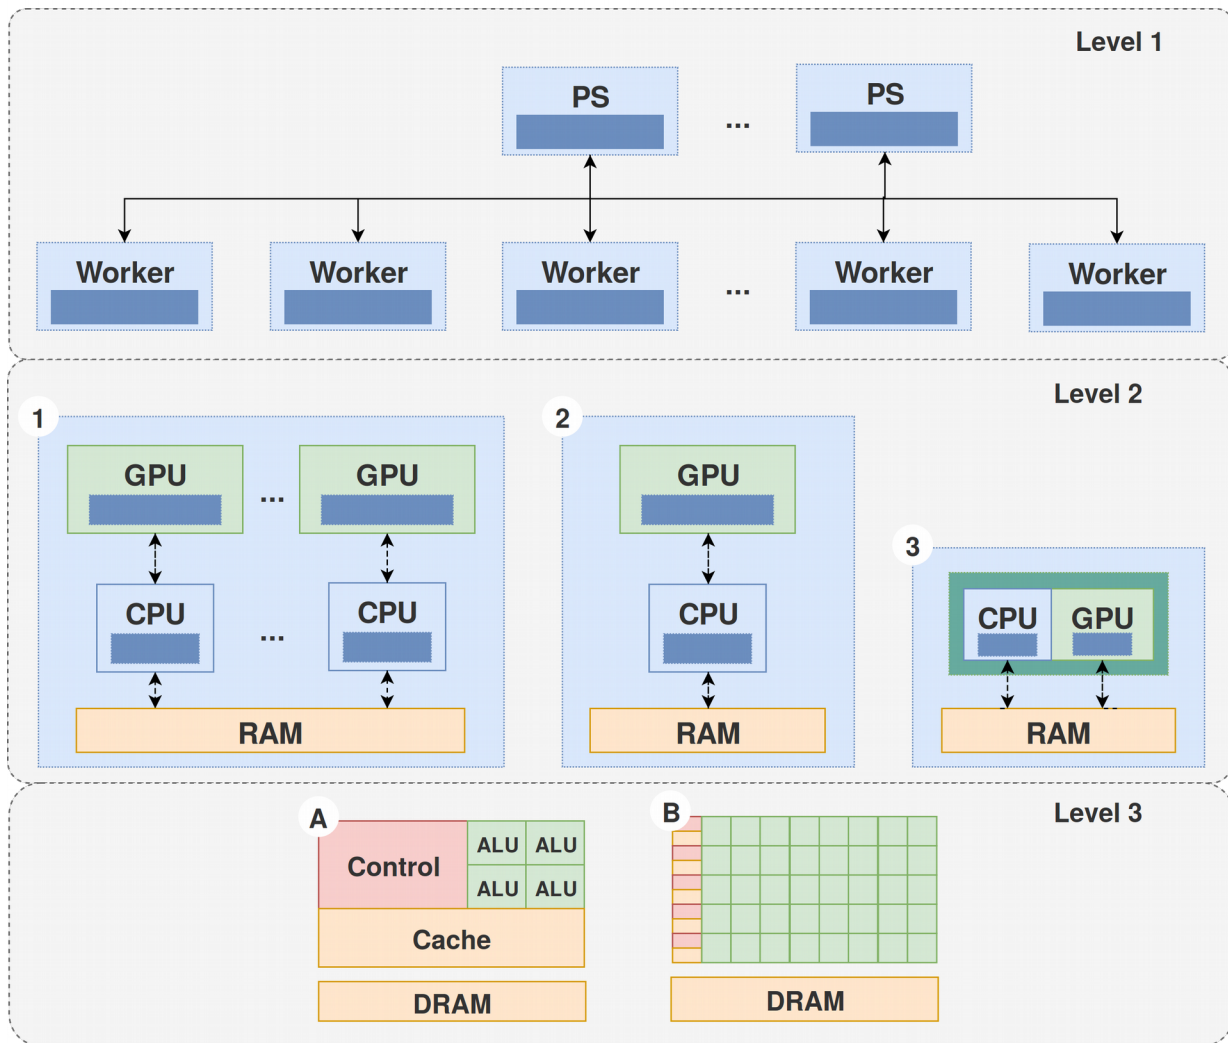 Level 1
PS
...
PS
Worker
Worker
Worker
...
Worker
Worker
Level 2
1
GPU
...
GPU
CPU
...
CPU
RAM
2
GPU
CPU
RAM
3
CPU
GPU
RAM
Level 3
A
Control
ALU
ALU
ALU
ALU
Cache
DRAM
B
DRAM